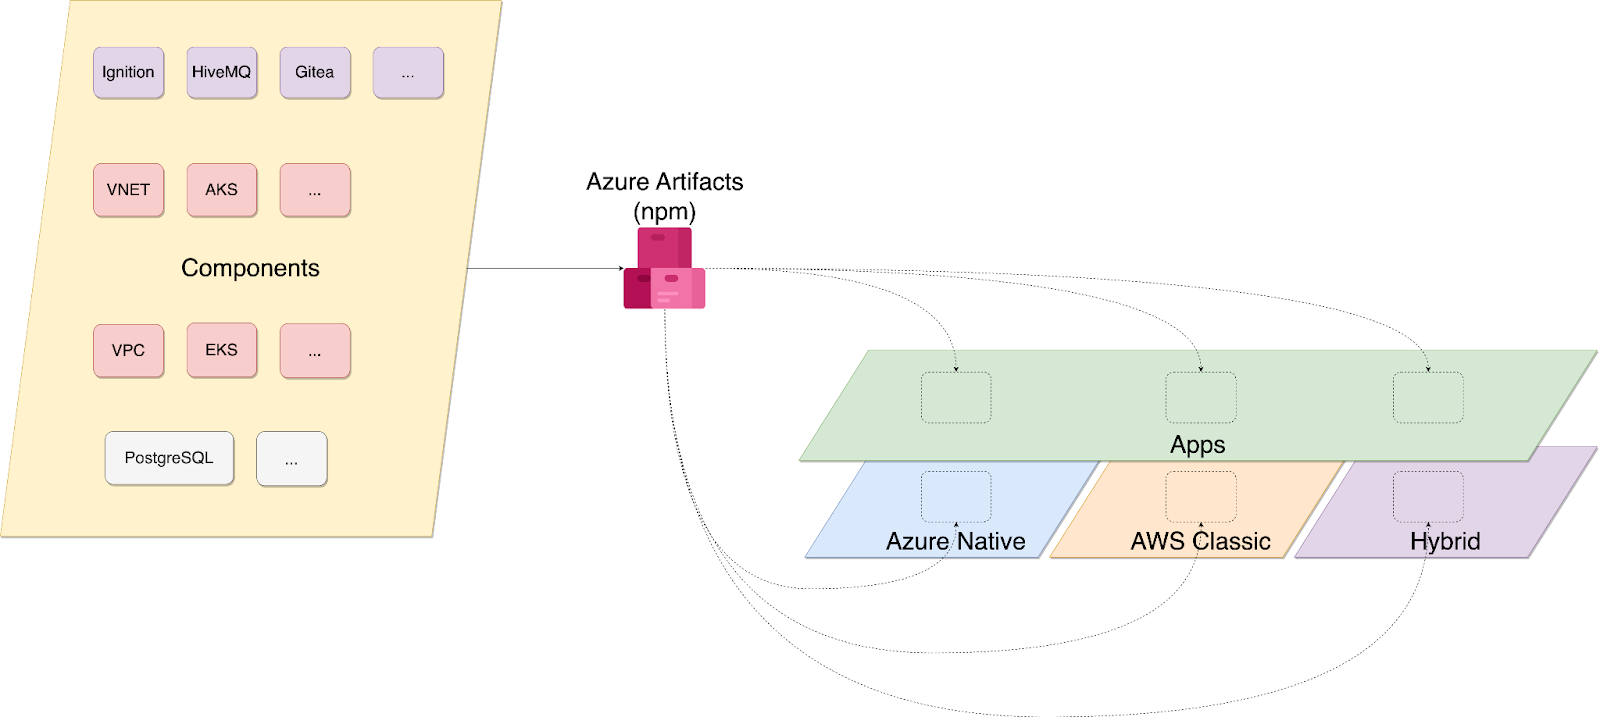 Ignition
HiveMQ
Gitea
...
VNET
AKS
...
Components
VPC
EKS
...
PostgreSQL
...
Azure Artifacts
(npm)
Apps
Azure Native
AWS Classic
Hybrid